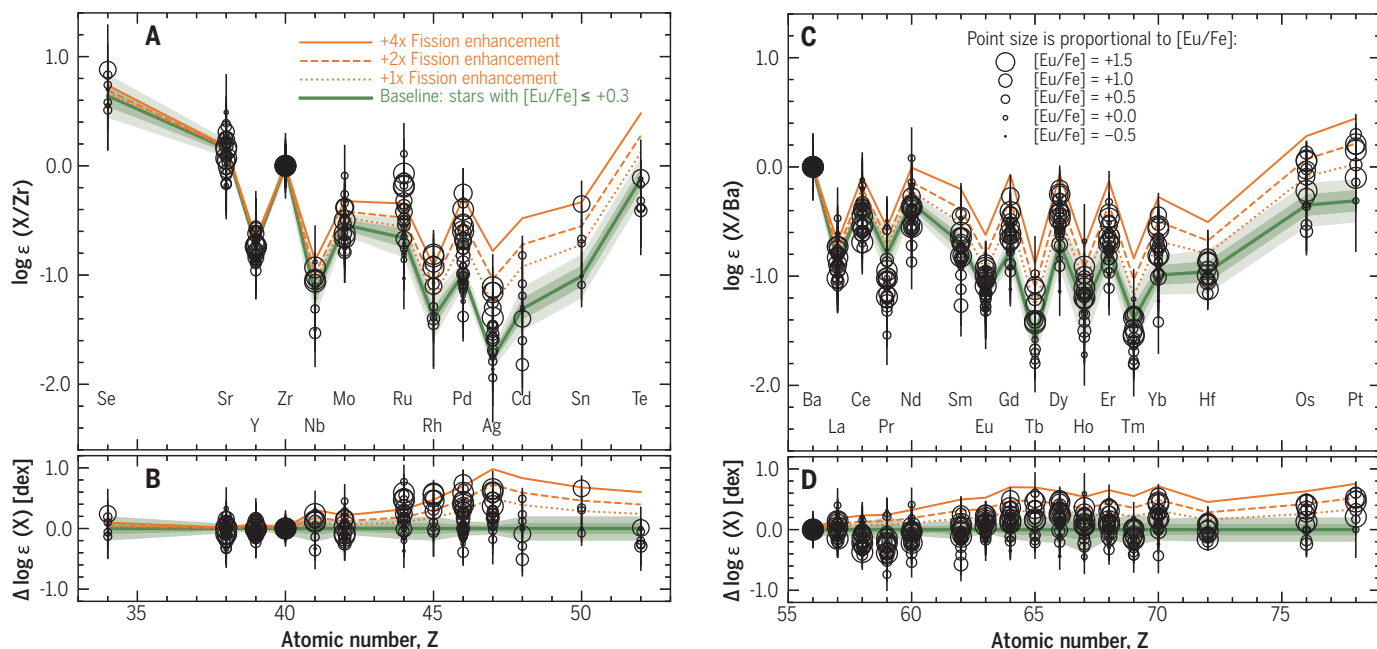 A
+4x Fission enhancement
+2x Fission enhancement
+1x Fission enhancement
Baseline: stars with [Eu/Fe] ≤ +0.3
1.0
0.0
-1.0
-2.0
log ε (X/Zr)
Se Sr Zr Mo Ru Pd Cd Sn Te
Y Nb Rh Ag
B
1.0
0.0
-1.0
Δ log ε (X) [dex]
35 40 45 50
Atomic number, Z
C
Point size is proportional to [Eu/Fe]:
[Eu/Fe] = +1.5
[Eu/Fe] = +1.0
[Eu/Fe] = +0.5
[Eu/Fe] = +0.0
[Eu/Fe] = −0.5
1.0
0.0
-1.0
-2.0
log ε (X/Ba)
Ba Ce Nd Sm Gd Dy Er Yb Hf Os Pt
La Pr Eu Tb Ho Tm
D
1.0
0.0
-1.0
Δ log ε (X) [dex]
55 60 65 70 75
Atomic number, Z